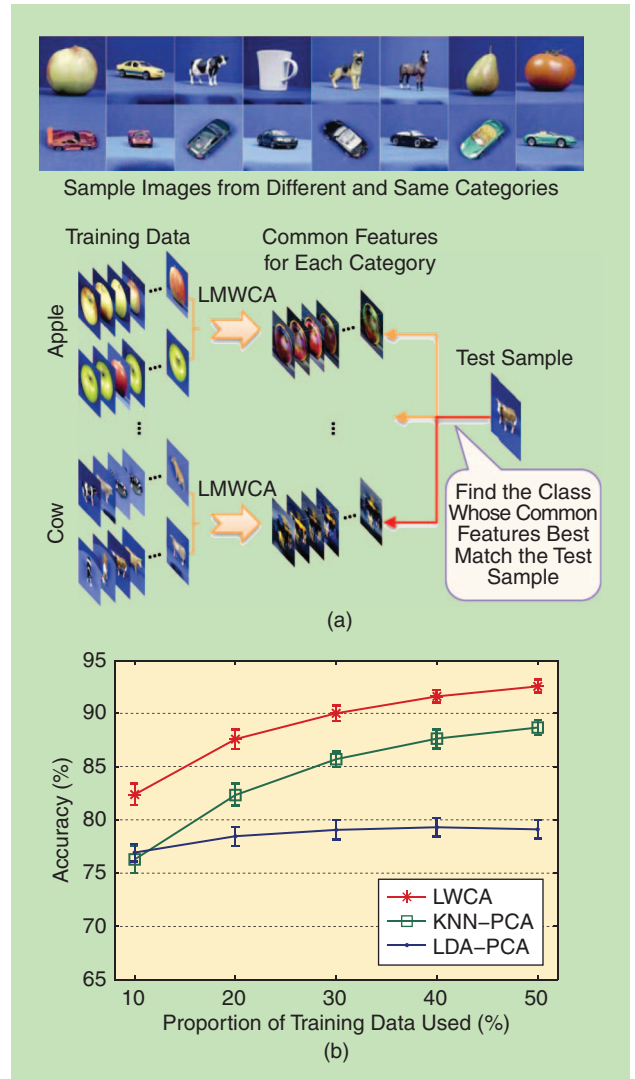 Sample Images from Different and Same Categories
Training Data
Common Features
for Each Category
Apple
LMWCA
...
...
...
Test Sample
...
...
Cow
LMWCA
...
...
...
Find the Class
Whose Common
Features Best
Match the Test
Sample
(a)
Accuracy (%)
95
90
85
80
75
70
65
LWCA
KNN–PCA
LDA–PCA
10 20 30 40 50
Proportion of Training Data Used (%)
(b)